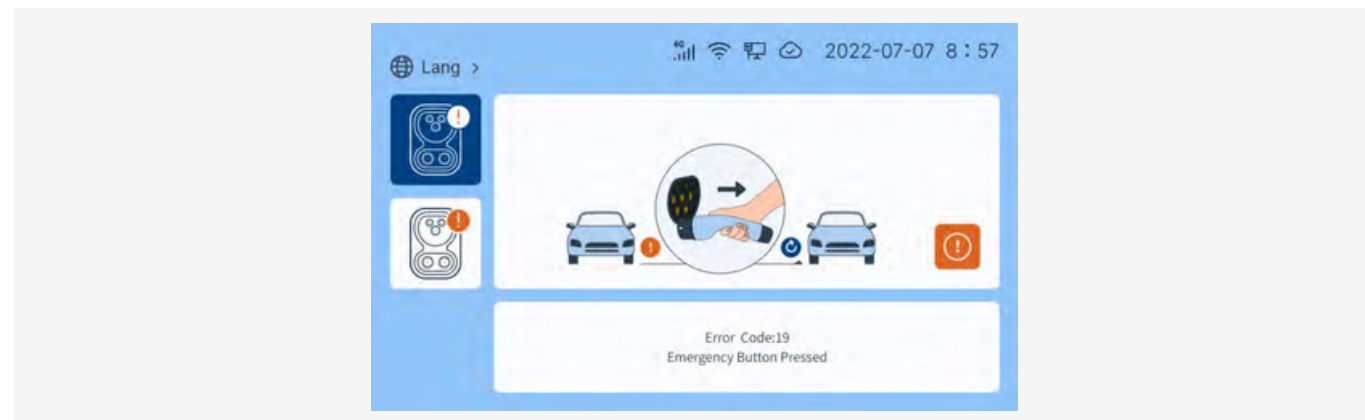 4G
2022-07-07 8:57
Lang >
Error Code:19
Emergency Button Pressed